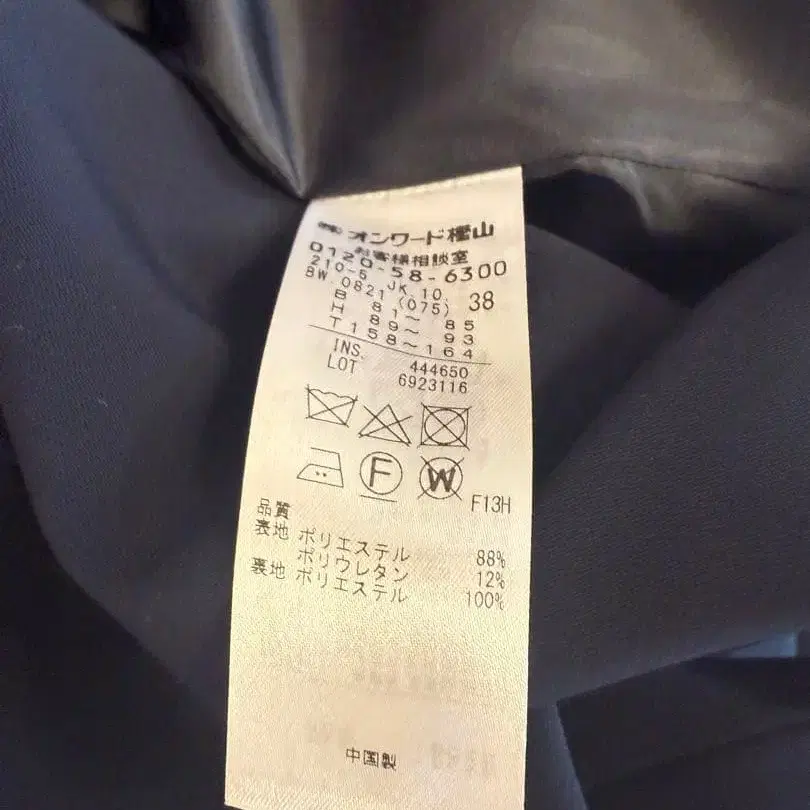 ㈱オンワード樫山
お客様相談室
0120-58-6300
210-5 JK.10. 38
BW.0821 (075)
B 81～ 85
H 89～ 93
T 158～164
INS. 444650
LOT 6923116
F
W
F13H
品質
表地 ポリエステル 88%
ポリウレタン 12%
裏地 ポリエステル 100%
中国製